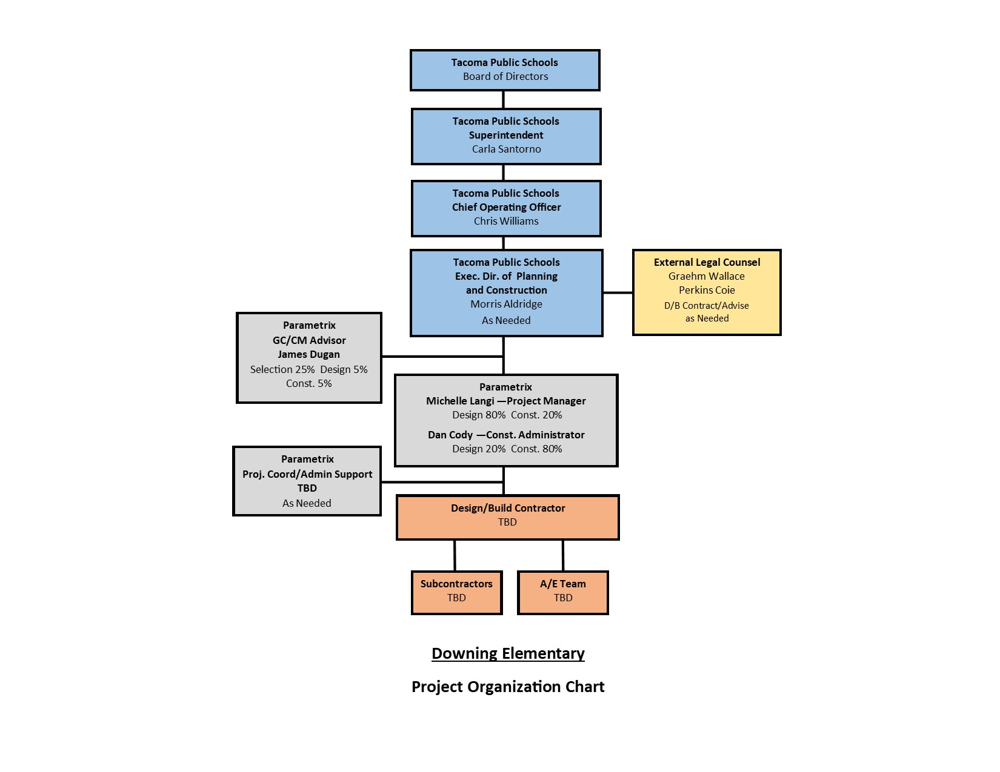 Tacoma Public Schools
Board of Directors
Tacoma Public Schools
Superintendent
Carla Santorno
Tacoma Public Schools
Chief Operating Officer
Chris Williams
Tacoma Public Schools
Exec. Dir. of  Planning
and Construction
Morris Aldridge
As Needed
External Legal Counsel
Graehm Wallace
Perkins Coie
D/B Contract/Advise
as Needed
Parametrix
GC/CM Advisor
James Dugan
Selection 25%  Design 5%
Const. 5%
Parametrix
Michelle Langi —Project Manager
Design 80%  Const. 20%
Dan Cody —Const. Administrator
Design 20%  Const. 80%
Parametrix
Proj. Coord/Admin Support
TBD
As Needed
Design/Build Contractor
TBD
Subcontractors
TBD
A/E Team
TBD
Downing Elementary
Project Organization Chart